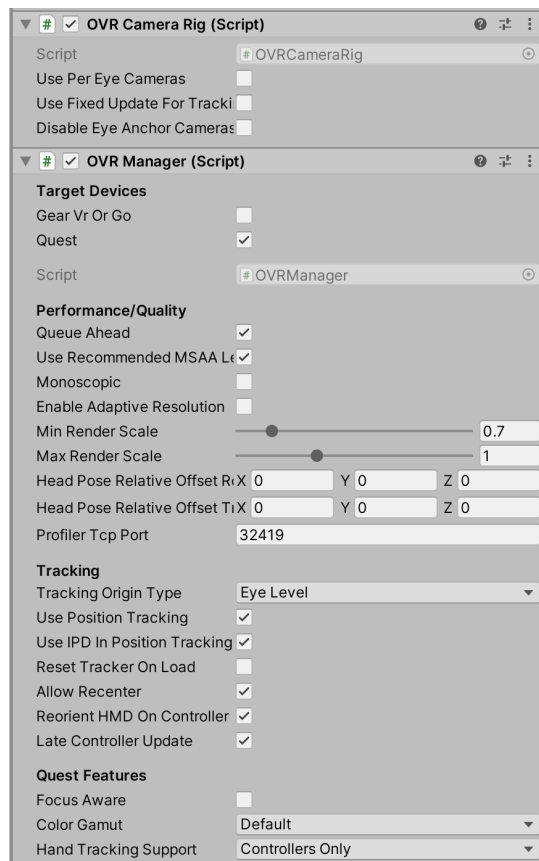 OVR Camera Rig (Script)
Script # OVRCameraRig
Use Per Eye Cameras
Use Fixed Update For Tracki
Disable Eye Anchor Cameras
# OVR Manager (Script)
Target Devices
Gear Vr Or Go
Quest
Script # OVRManager
Performance/Quality
Queue Ahead
Use Recommended MSAA Le
Monoscopic
Enable Adaptive Resolution
Min Render Scale 0.7
Max Render Scale 1
Head Pose Relative Offset Ro X 0 Y 0 Z 0
Head Pose Relative Offset Tr X 0 Y 0 Z 0
Profiler Tcp Port 32419
Tracking
Tracking Origin Type Eye Level
Use Position Tracking
Use IPD In Position Tracking
Reset Tracker On Load
Allow Recenter
Reorient HMD On Controller
Late Controller Update
Quest Features
Focus Aware
Color Gamut Default
Hand Tracking Support Controllers Only